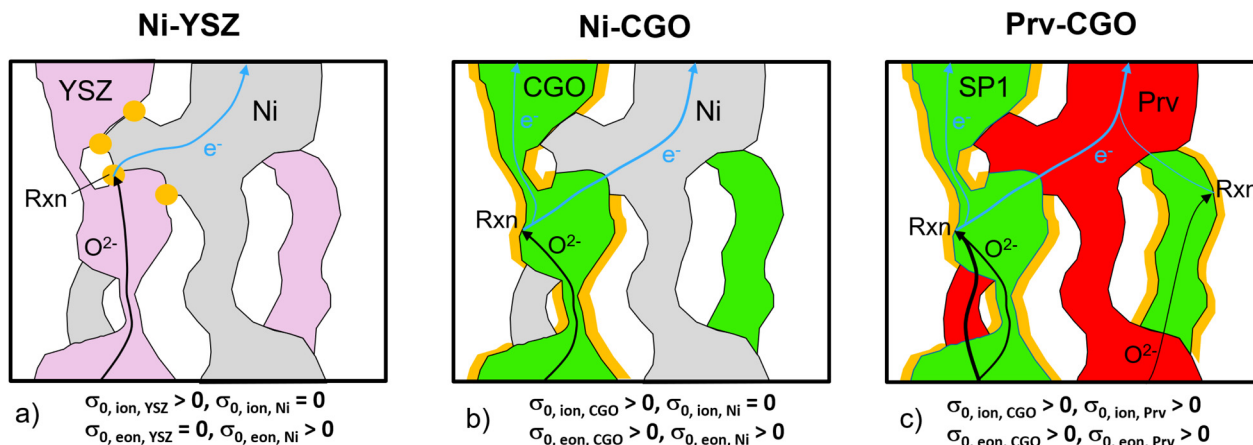 Ni-YSZ
YSZ
Ni
e-
Rxn
O2-
a)
σ0, ion, YSZ > 0, σ0, ion, Ni = 0
σ0, eon, YSZ = 0, σ0, eon, Ni > 0
Ni-CGO
CGO
Ni
e-
e-
Rxn
O2-
b)
σ0, ion, CGO > 0, σ0, ion, Ni = 0
σ0, eon, CGO > 0, σ0, eon, Ni > 0
Prv-CGO
SP1
Prv
e-
e-
Rxn
Rxn
O2-
O2-
c)
σ0, ion, CGO > 0, σ0, ion, Prv > 0
σ0, eon, CGO > 0, σ0, eon, Prv > 0